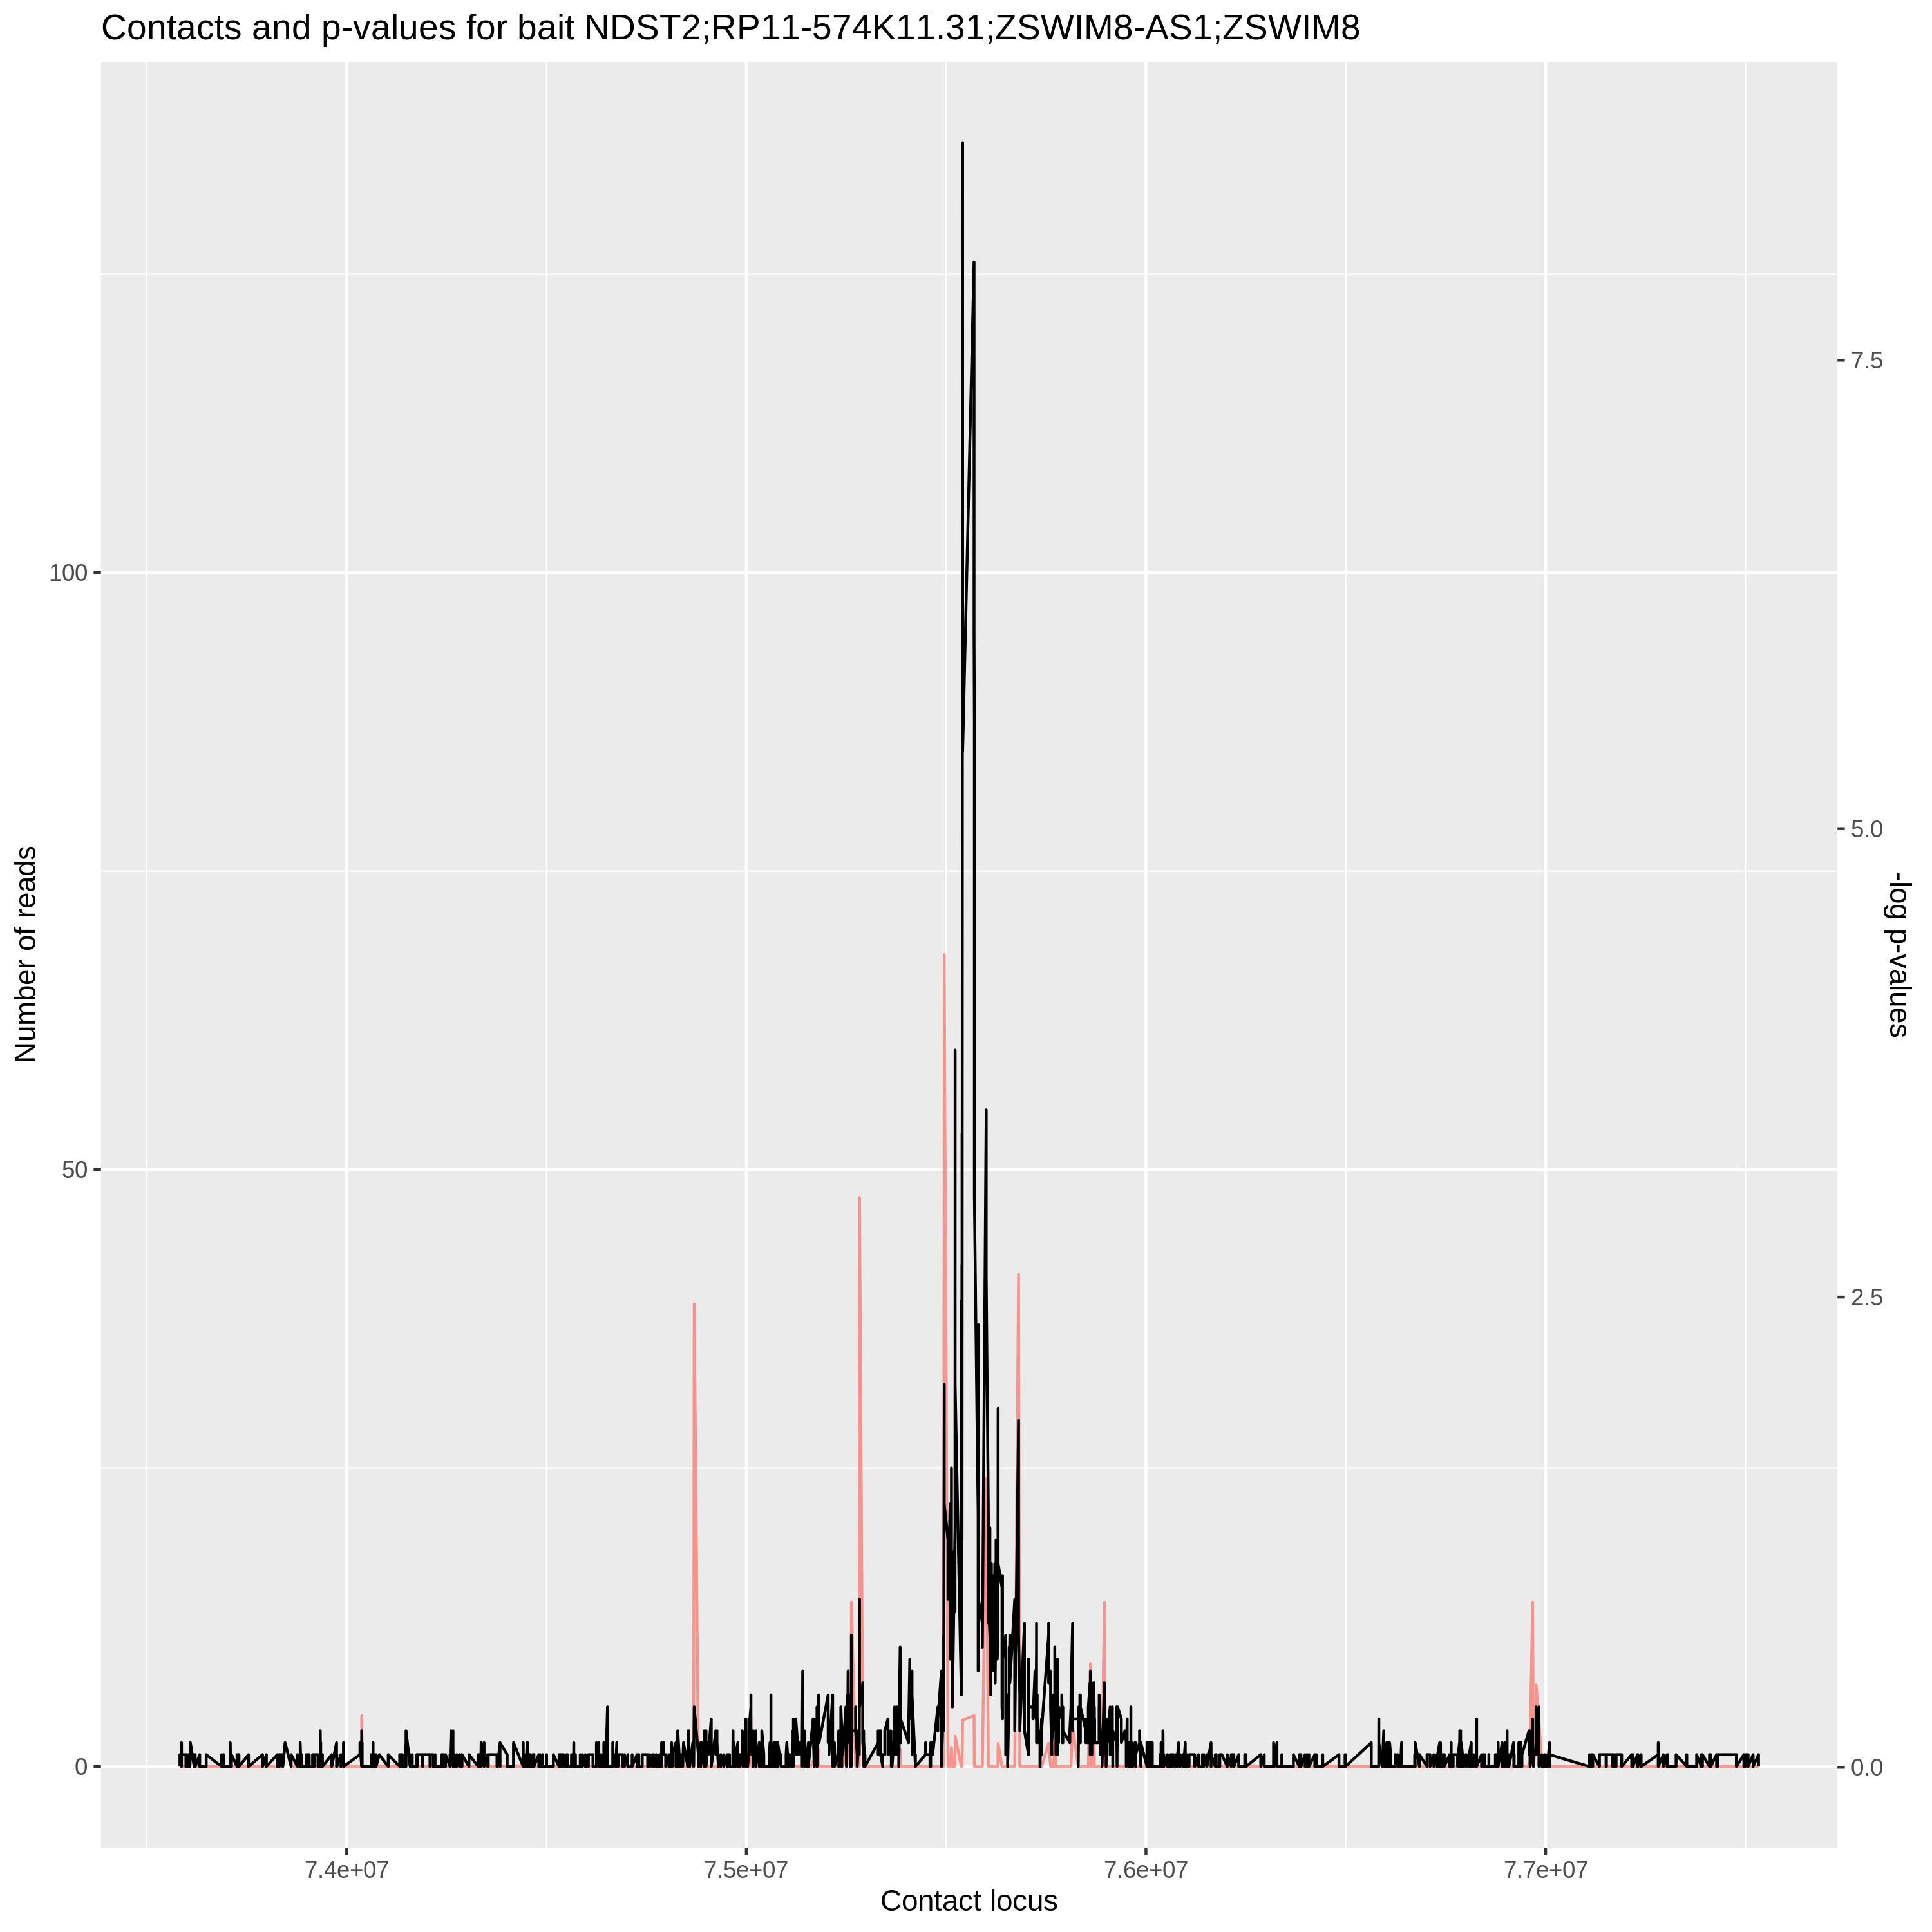 Contacts and p-values for bait NDST2;RP11-574K11.31;ZSWIM8-AS1;ZSWIM8
7.5
100
5.0
Number of reads
-log p-values
2.5
50
0
0.0
7.4e+07 7.5e+07 7.6e+07 7.7e+07
Contact locus